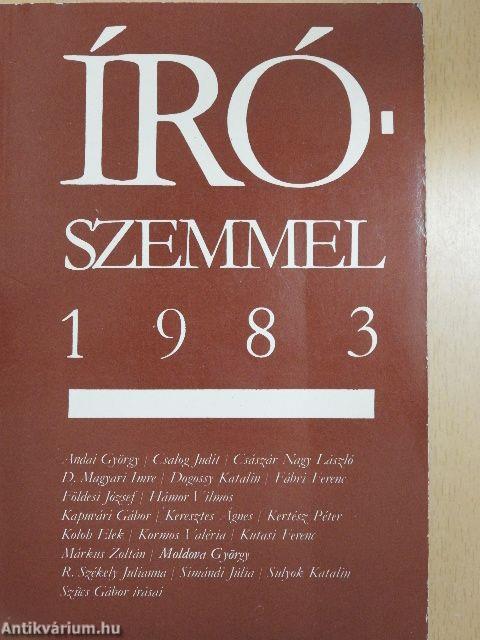 ÍRÓ-
SZEMMEL
1 9 8 3
Andai György | Csalog Judit | Császár Nagy László
D. Magyari Imre | Dogossy Katalin | Fábri Ferenc
Földesi József | Hámor Vilmos
Kapuvári Gábor | Keresztes Ágnes | Kertész Péter
Koloh Elek | Kormos Valéria | Kutasi Ferenc
Márkus Zoltán | Moldova György
R. Székely Julianna | Simándi Júlia | Sulyok Katalin
Szűcs Gábor írásai
Antikvárium.hu